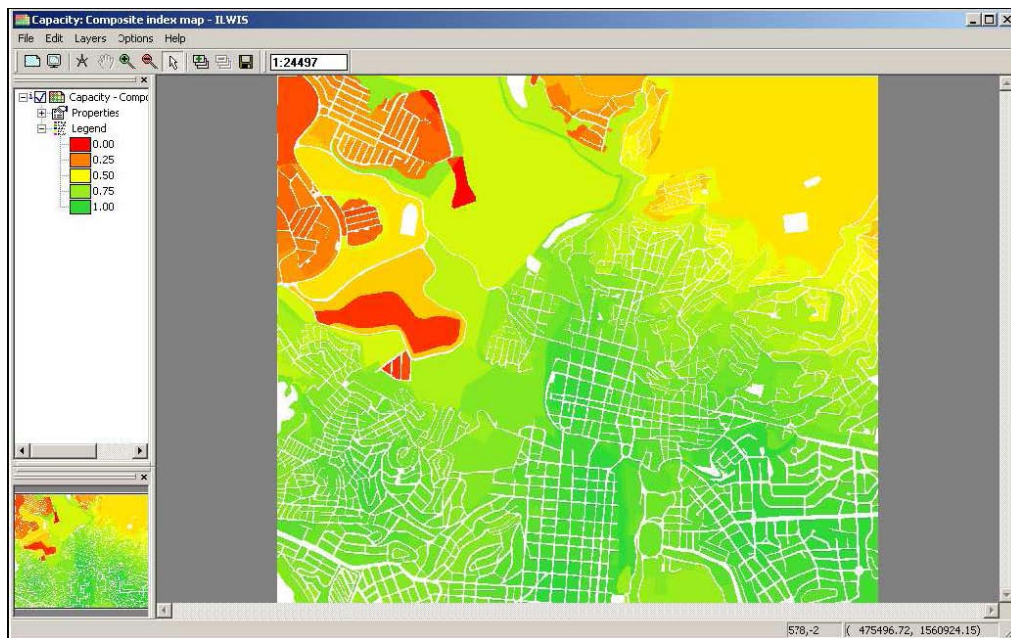 Capacity: Composite index map - ILWIS
File Edit Layers Options Help
1:24497
Capacity - Compo
Properties
Legend
0.00
0.25
0.50
0.75
1.00
578,-2 ( 475496.72, 1560924.15)